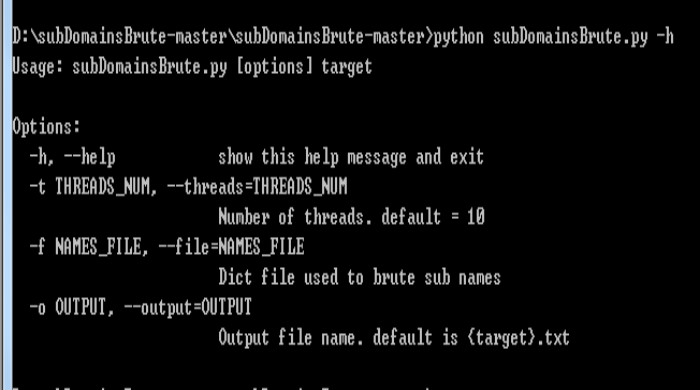 D:\subDomainsBrute-master\subDomainsBrute-master>python subDomainsBrute.py -h
Usage: subDomainsBrute.py [options] target
Options:
-h, --help show this help message and exit
-t THREADS_NUM, --threads=THREADS_NUM
Number of threads. default = 10
-f NAMES_FILE, --file=NAMES_FILE
Dict file used to brute sub names
-o OUTPUT, --output=OUTPUT
Output file name. default is {target}.txt